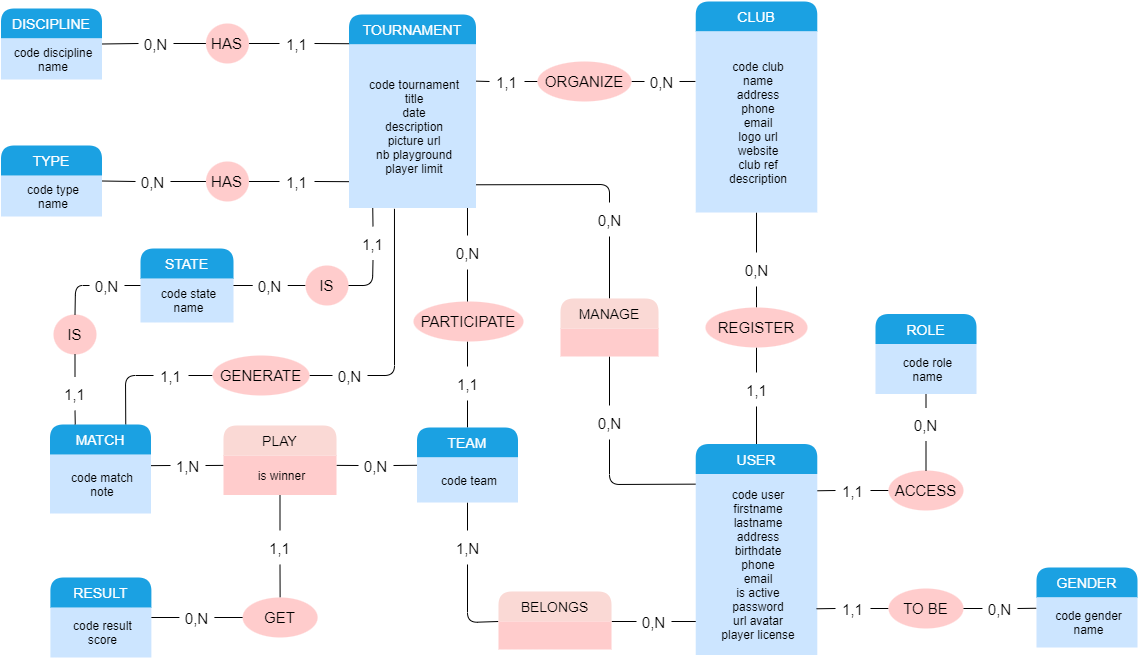 DISCIPLINE
code discipline
name
0,N
HAS
1,1
TOURNAMENT
code tournament
title
date
description
picture url
nb playground
player limit
1,1
ORGANIZE
0,N
CLUB
code club
name
address
phone
email
logo url
website
club ref
description
TYPE
code type
name
0,N
HAS
1,1
STATE
code state
name
0,N
0,N
IS
1,1
IS
1,1
0,N
PARTICIPATE
1,1
0,N
MANAGE
0,N
0,N
REGISTER
1,1
ROLE
code role
name
0,N
1,1
GENERATE
0,N
MATCH
code match
note
1,N
PLAY
is winner
0,N
TEAM
code team
USER
code user
firstname
lastname
address
birthdate
phone
email
is active
password
url avatar
player license
1,1
ACCESS
1,1
1,N
RESULT
code result
score
0,N
GET
BELONGS
0,N
1,1
TO BE
0,N
GENDER
code gender
name